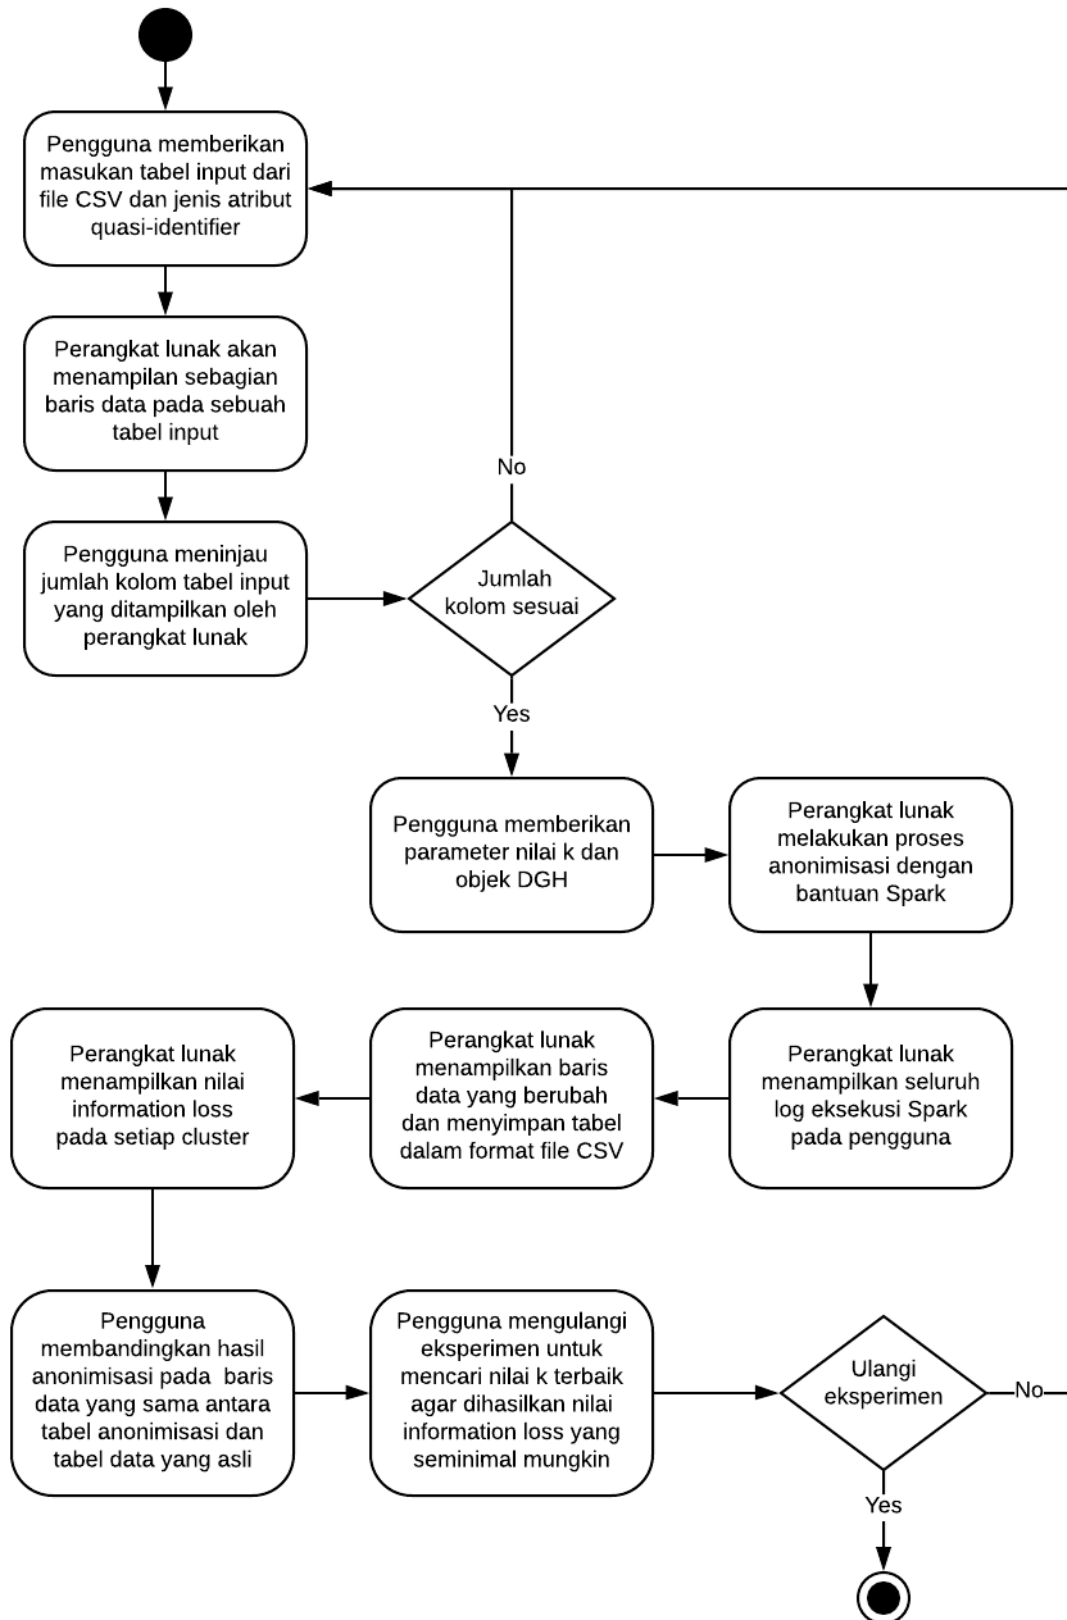 Pengguna memberikan
masukan tabel input dari
file CSV dan jenis atribut
quasi-identifier
Perangkat lunak akan
menampilan sebagian
baris data pada sebuah
tabel input
No
Pengguna meninjau
jumlah kolom tabel input
yang ditampilkan oleh
perangkat lunak
Jumlah
kolom sesuai
Yes
Pengguna memberikan
parameter nilai k dan
objek DGH
Perangkat lunak
melakukan proses
anonimisasi dengan
bantuan Spark
Perangkat lunak
menampilkan seluruh
log eksekusi Spark
pada pengguna
Perangkat lunak
menampilkan baris
data yang berubah
dan menyimpan tabel
dalam format file CSV
Perangkat lunak
menampilkan nilai
information loss
pada setiap cluster
Pengguna
membandingkan hasil
anonimisasi pada  baris
data yang sama antara
tabel anonimisasi dan
tabel data yang asli
Pengguna mengulangi
eksperimen untuk
mencari nilai k terbaik
agar dihasilkan nilai
information loss yang
seminimal mungkin
Ulangi
eksperimen
No
Yes